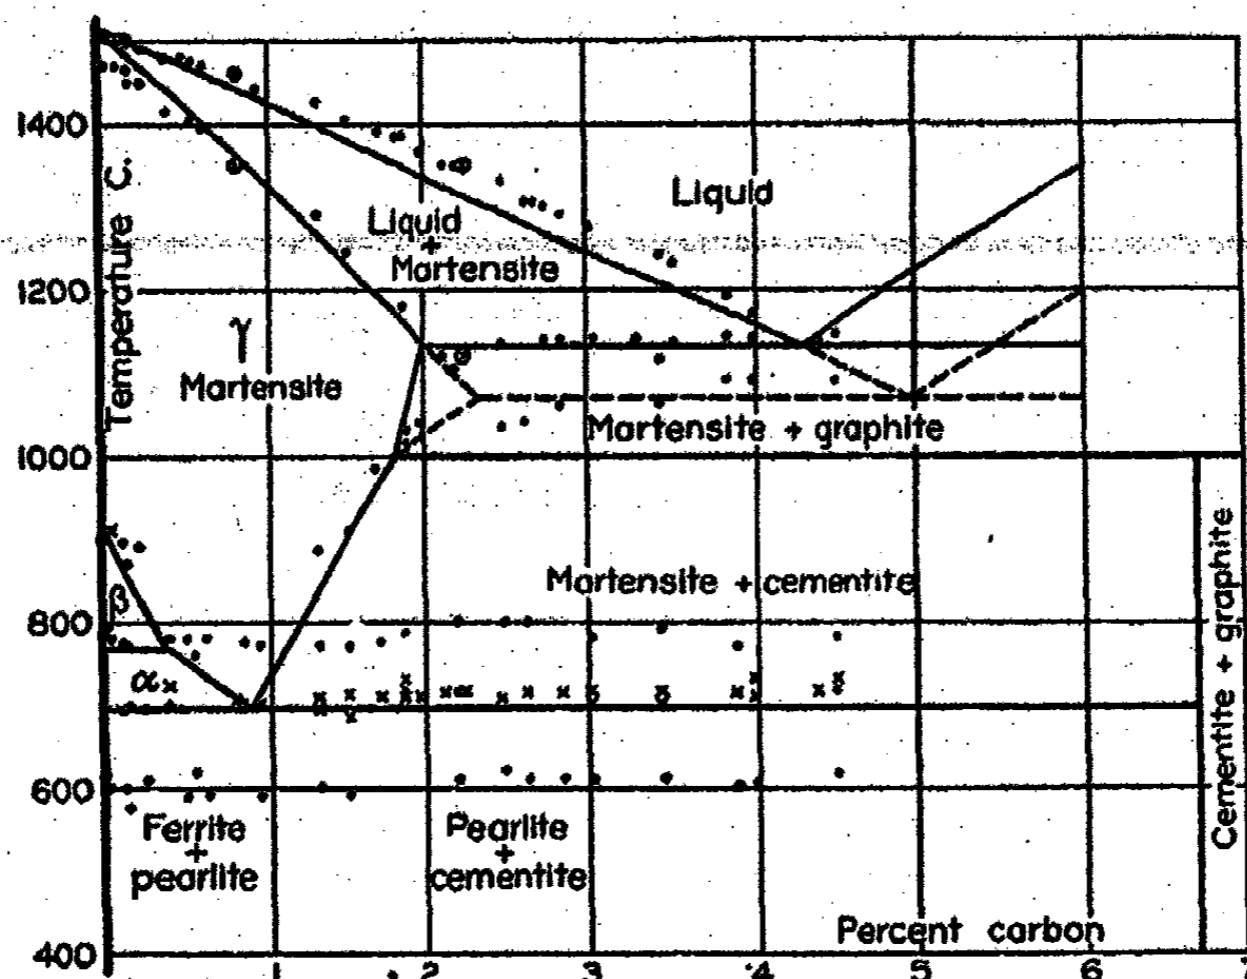 1400
Temperature C.
Liquid
Liquid
+
Martensite
1200
γ
Martensite
Martensite + graphite
1000
Martensite + cementite
β
800
α
Cementite + graphite
600
Ferrite
+
pearlite
Pearlite
+
cementite
Percent carbon
400
1 2 3 4 5 6